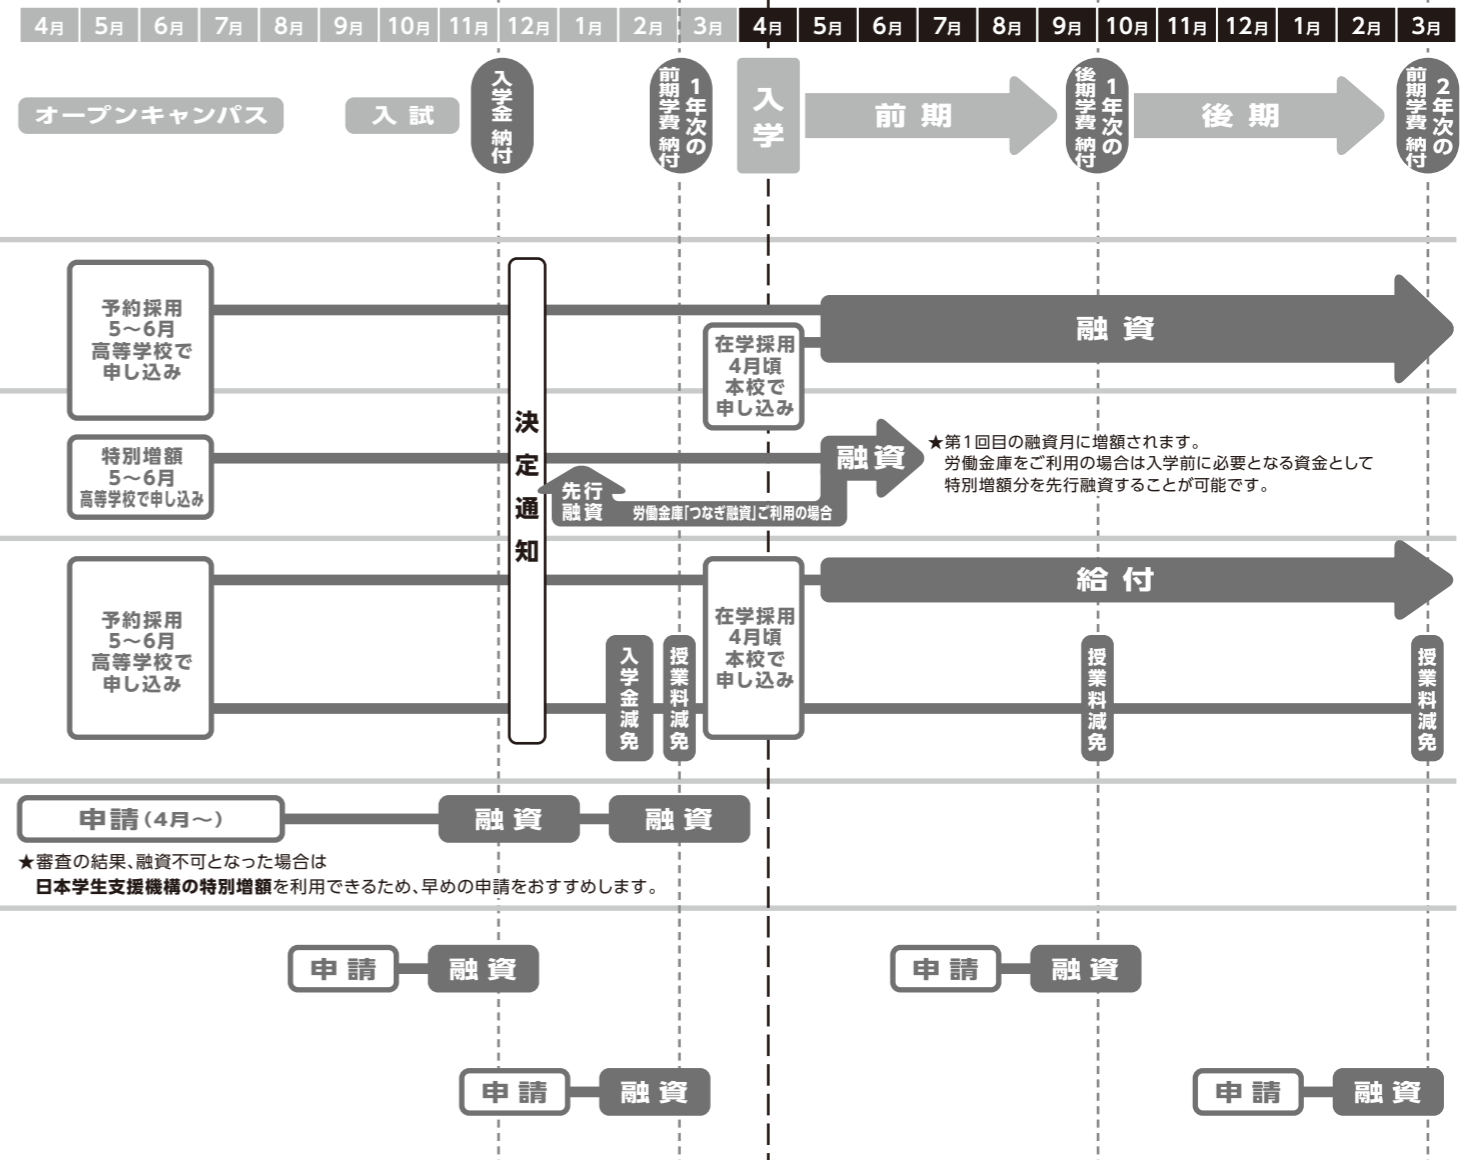 4月 5月 6月 7月 8月 9月 10月 11月 12月 1月 2月 3月 4月 5月 6月 7月 8月 9月 10月 11月 12月 1月 2月 3月
オープンキャンパス
入試
入学金 納付
1年次の
前期学費 納付
入学
前期
1年次の
後期学費 納付
後期
2年次の
前期学費 納付
予約採用
5〜6月
高等学校で
申し込み
決定通知
在学採用
4月頃
本校で
申し込み
融資
特別増額
5〜6月
高等学校で申し込み
先行
融資
労働金庫「つなぎ融資」ご利用の場合
融資
★第1回目の融資月に増額されます。
労働金庫をご利用の場合は入学前に必要となる資金として
特別増額分を先行融資することが可能です。
予約採用
5〜6月
高等学校で
申し込み
入学金減免
授業料減免
在学採用
4月頃
本校で
申し込み
給付
授業料減免
授業料減免
申請(4月〜)
融資
融資
★審査の結果、融資不可となった場合は
日本学生支援機構の特別増額を利用できるため、早めの申請をおすすめします。
申請
融資
申請
融資
申請
融資
申請
融資